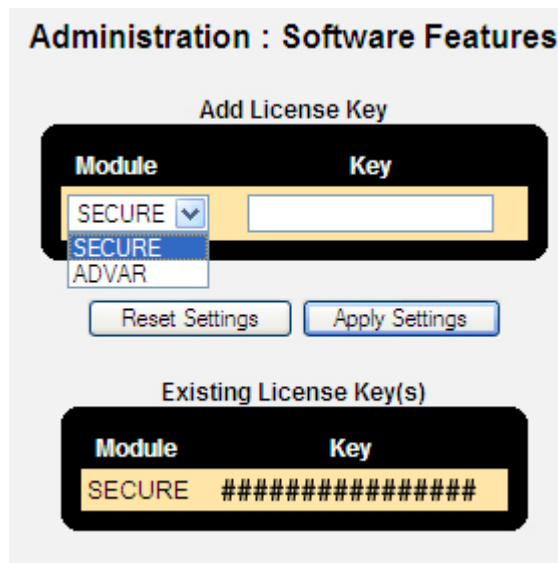 Administration : Software Features
Add License Key
Module Key
SECURE
SECURE
ADVAR
Reset Settings Apply Settings
Existing License Key(s)
Module Key
SECURE ################